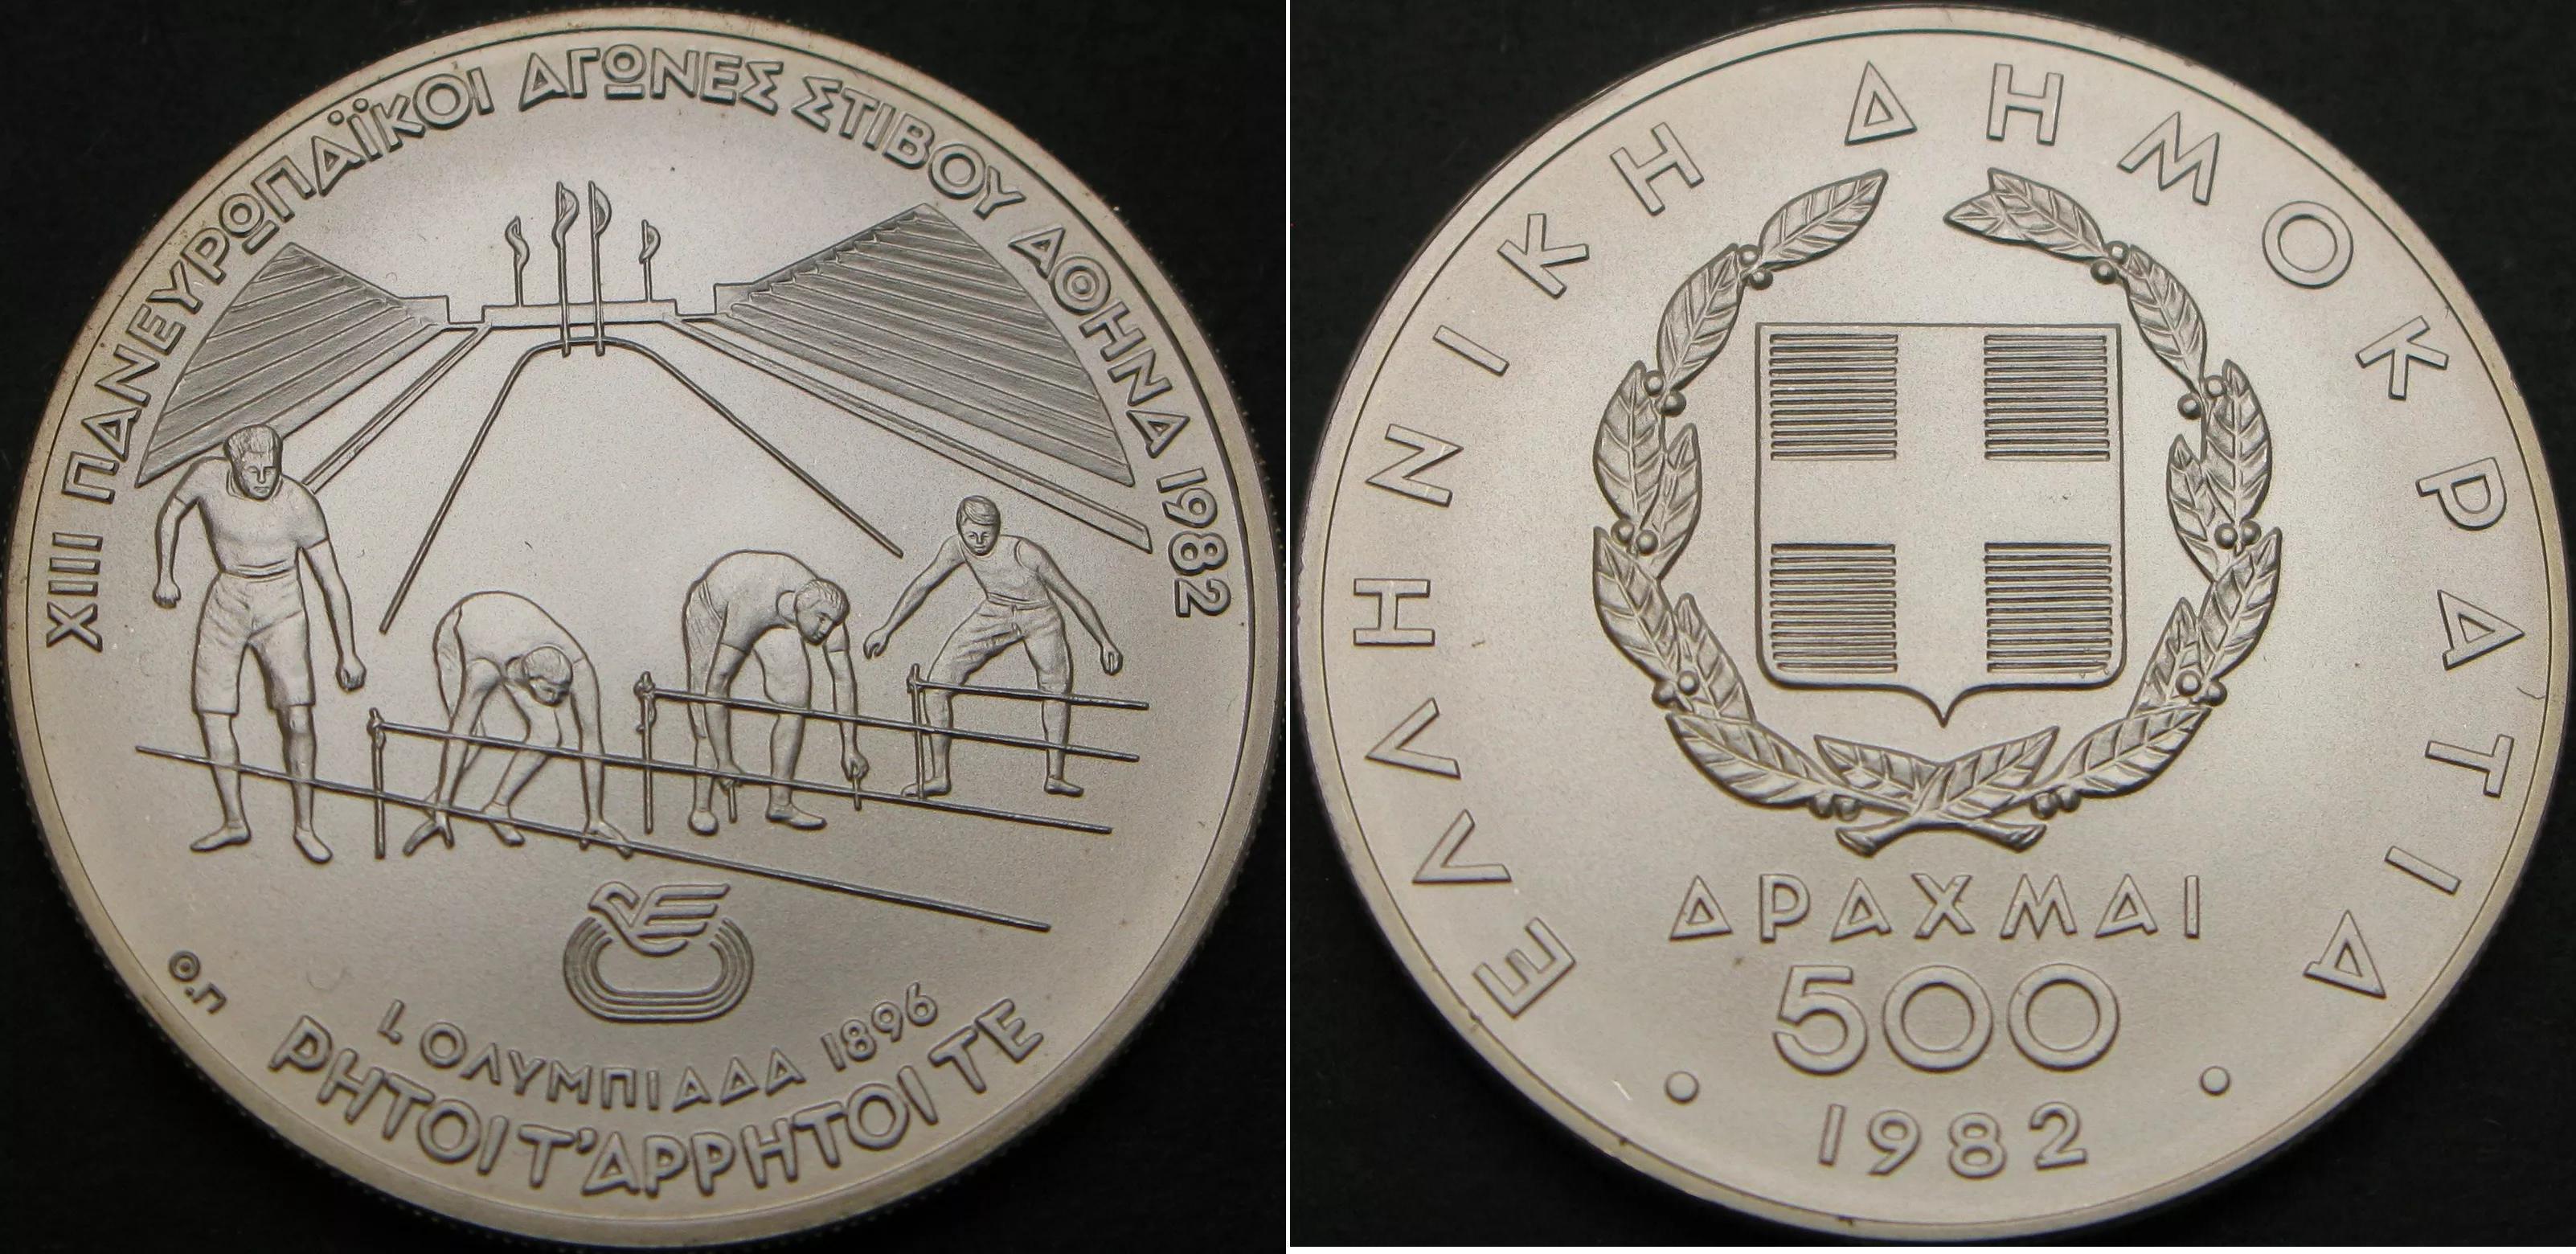 XIII ΠΑΝΕΥΡΩΠΑΪΚΟΙ ΑΓΩΝΕΣ ΣΤΙΒΟΥ ΑΘΗΝΑ 1982
Θ.Π
Ι. ΟΛΥΜΠΙΑΔΑ 1896
ΡΗΤΟΙ Τ'ΑΡΡΗΤΟΙ ΤΕ
ΕΛΛΗΝΙΚΗ ΔΗΜΟΚΡΑΤΙΑ
ΔΡΑΧΜΑΙ
500
1982